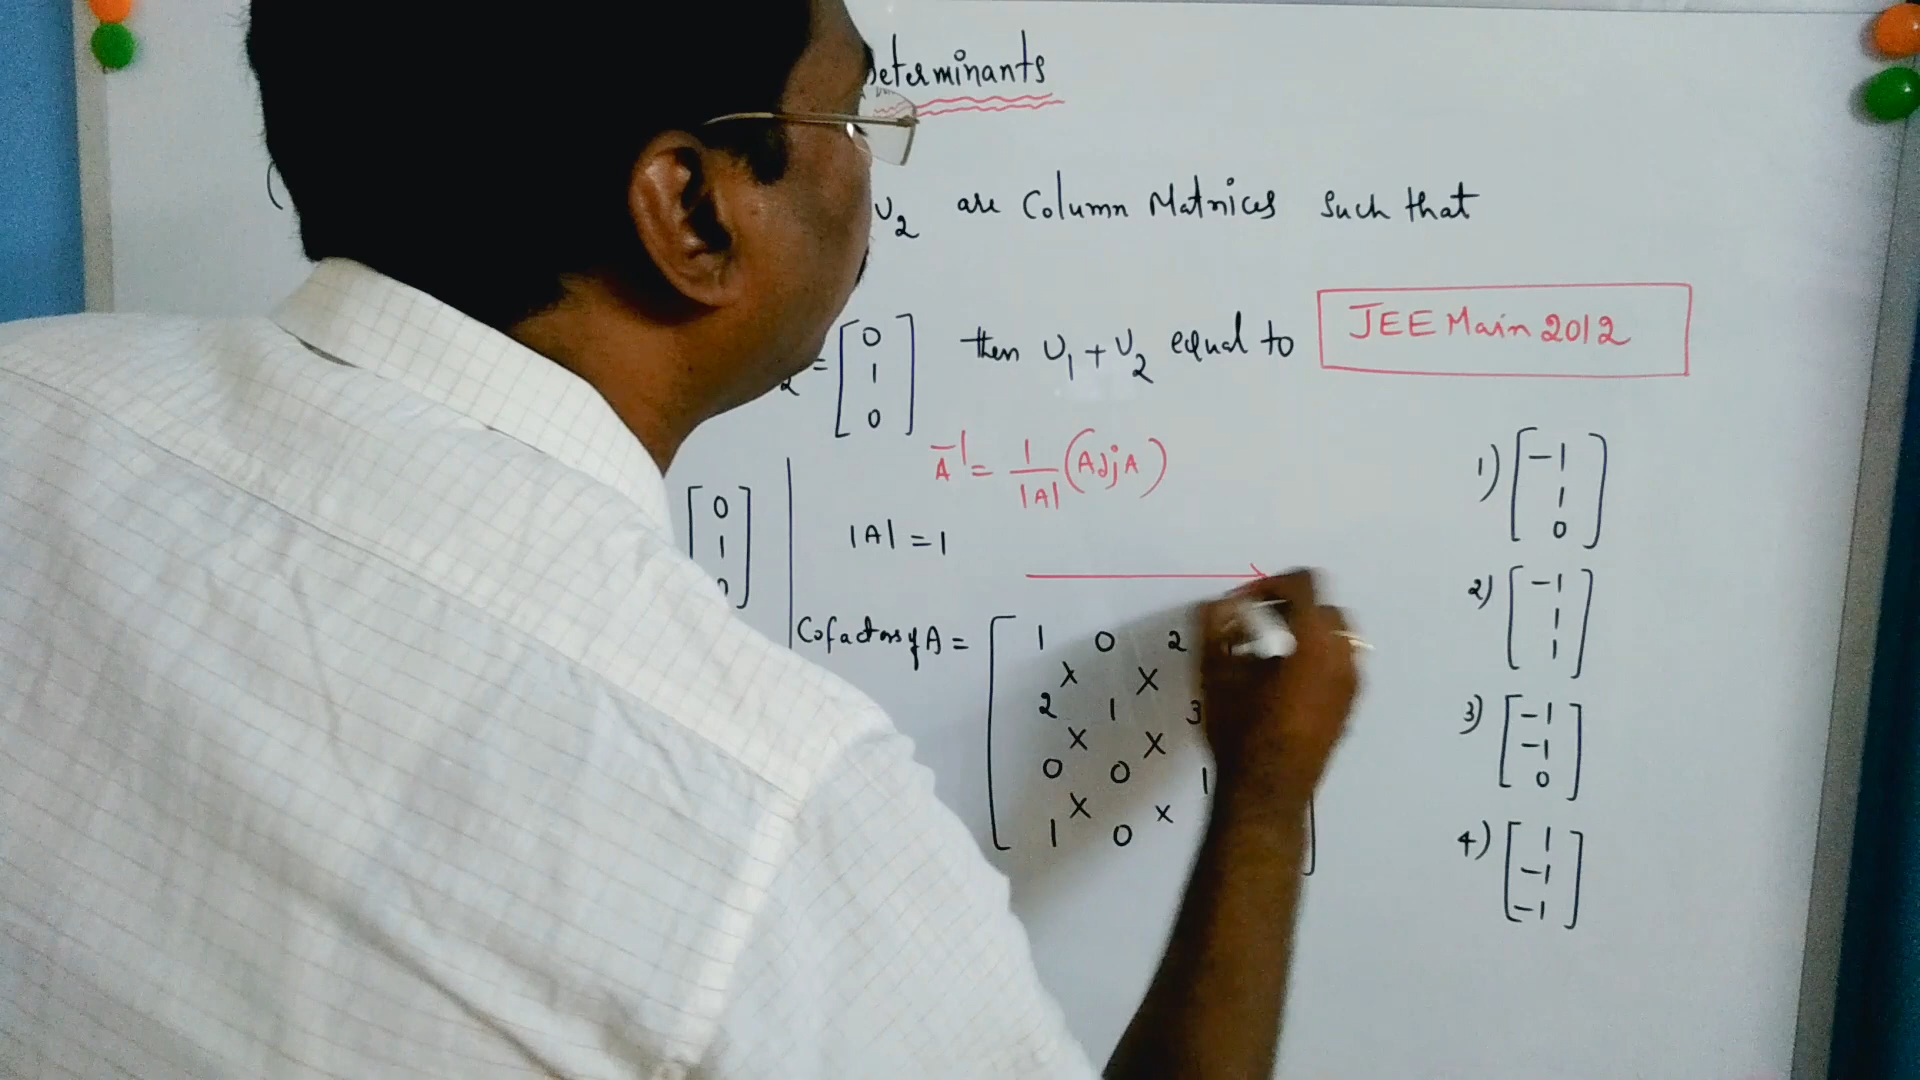 Determinants
U2 are Column Matrices Such that
2 = [0 1 0] then U1 + U2 equal to JEE Main 2012
A^-1 = 1/|A| (AdjA)
[0 1 0] |A| = 1
Cofactors of A =
1 0 2
2 1 3
0 0 1
1 0
1) [-1 1 0]
2) [-1 1 1]
3) [-1 -1 0]
4) [1 -1 -1]